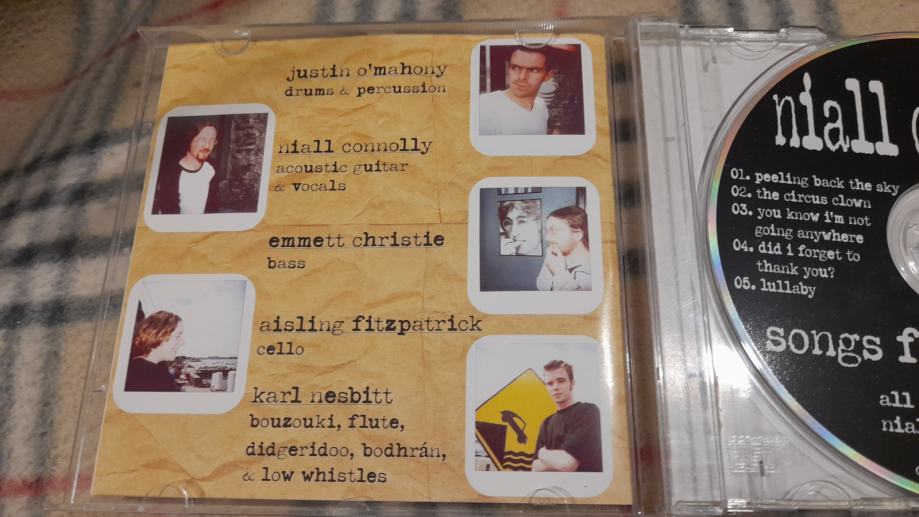 justin o'mahony
drums & percussion
niall connolly
acoustic guitar
& vocals
emmett christie
bass
aisling fitzpatrick
cello
karl nesbitt
bouzouki, flute,
didgeridoo, bodhrán,
& low whistles
niall
01. peeling back the sky
02. the circus clown
03. you know i'm not
going anywhere
04. did i forget to
thank you?
05. lullaby
songs
all